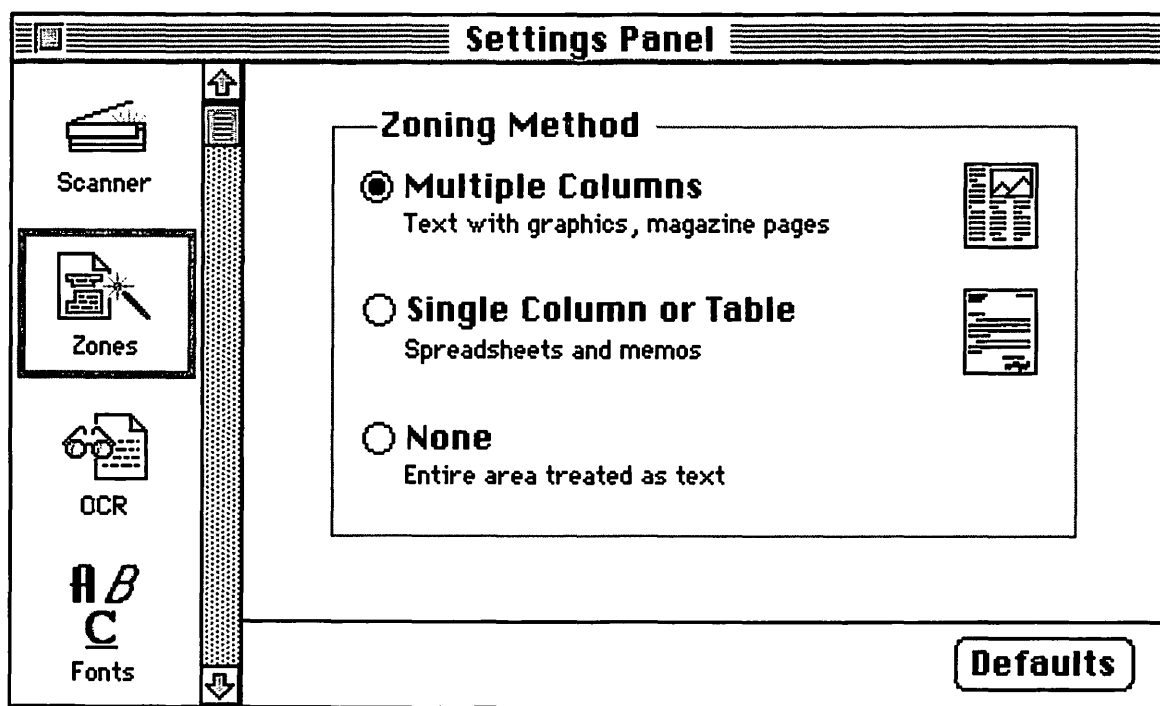 Settings Panel
Scanner
Zones
OCR
A B
C
Fonts
Zoning Method
Multiple Columns
Text with graphics, magazine pages
Single Column or Table
Spreadsheets and memos
None
Entire area treated as text
Defaults